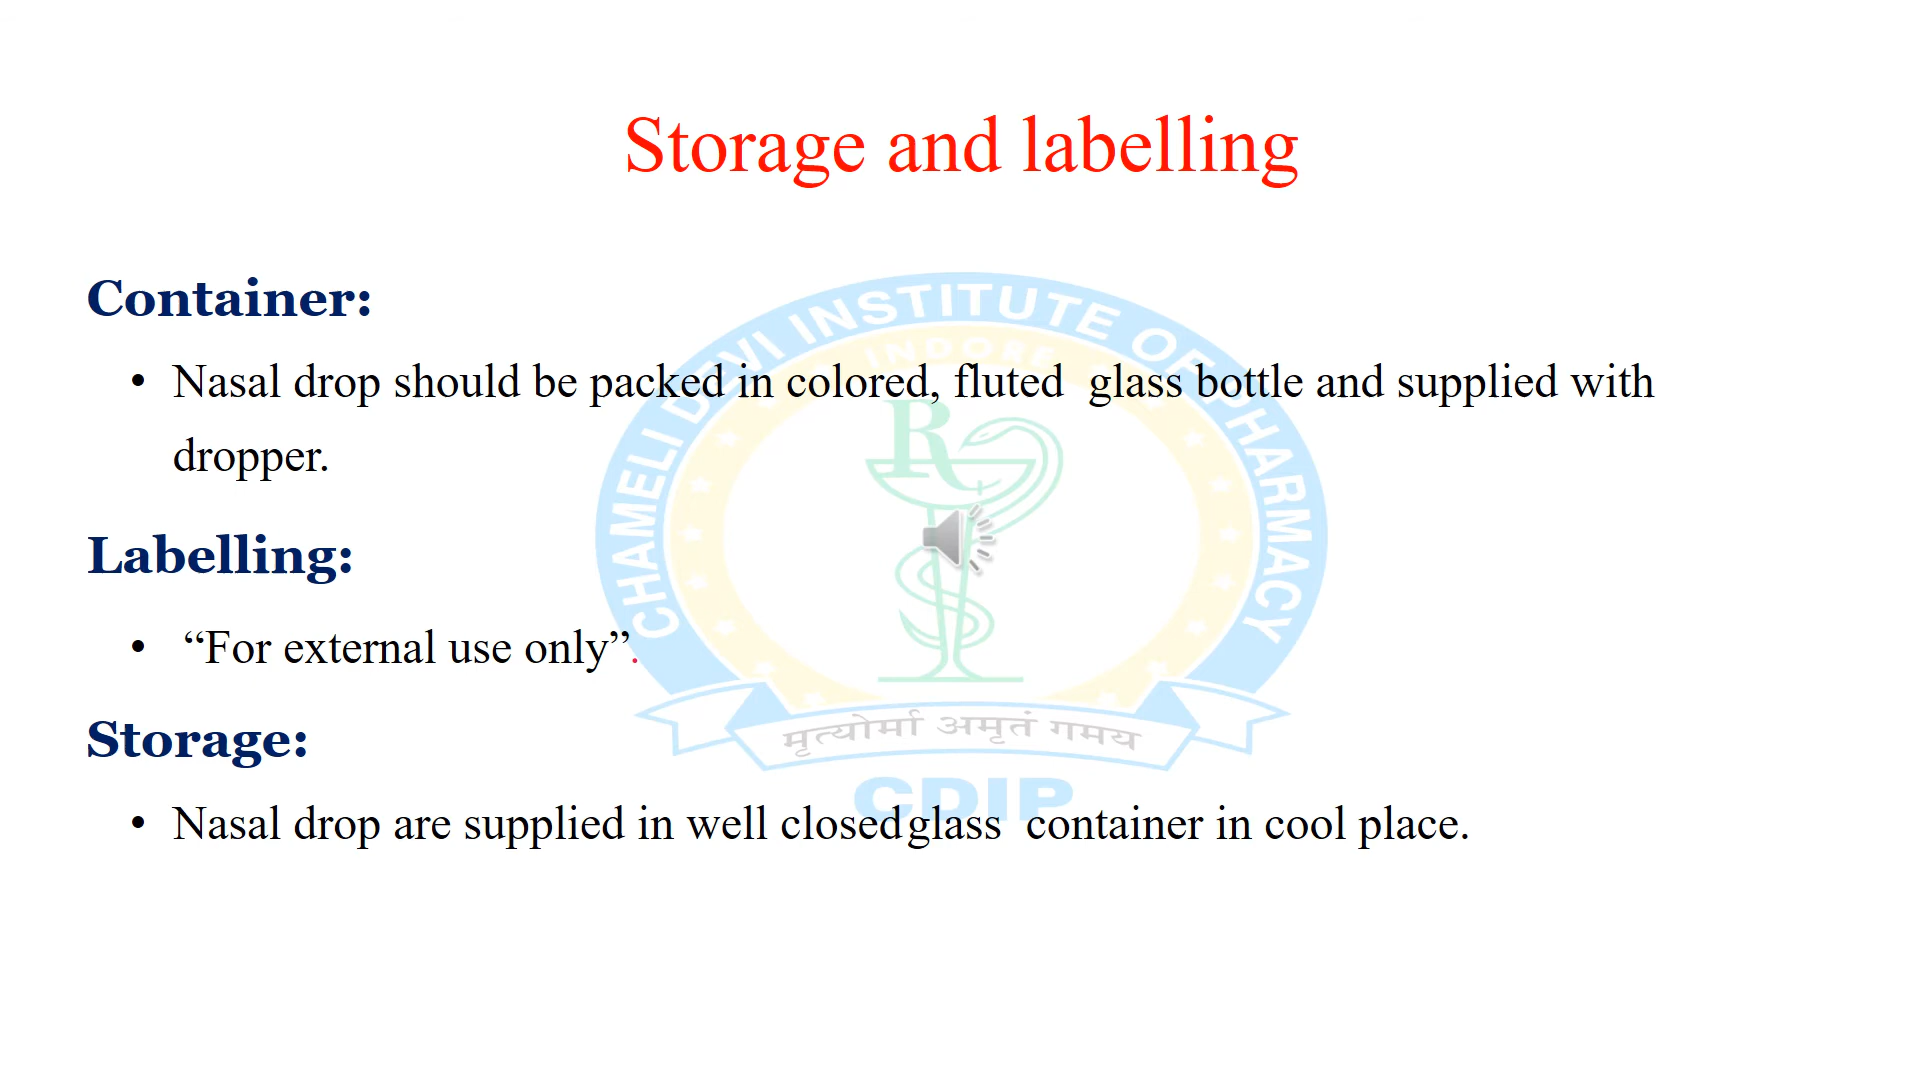 Storage and labelling
Container:
• Nasal drop should be packed in colored, fluted glass bottle and supplied with
dropper.
Labelling:
• “For external use only”.
Storage:
• Nasal drop are supplied in well closed glass container in cool place.
CHAMELI DEVI INSTITUTE OF PHARMACY
INDORE
R
मृत्योर्मा अमृतं गमय
CDIP